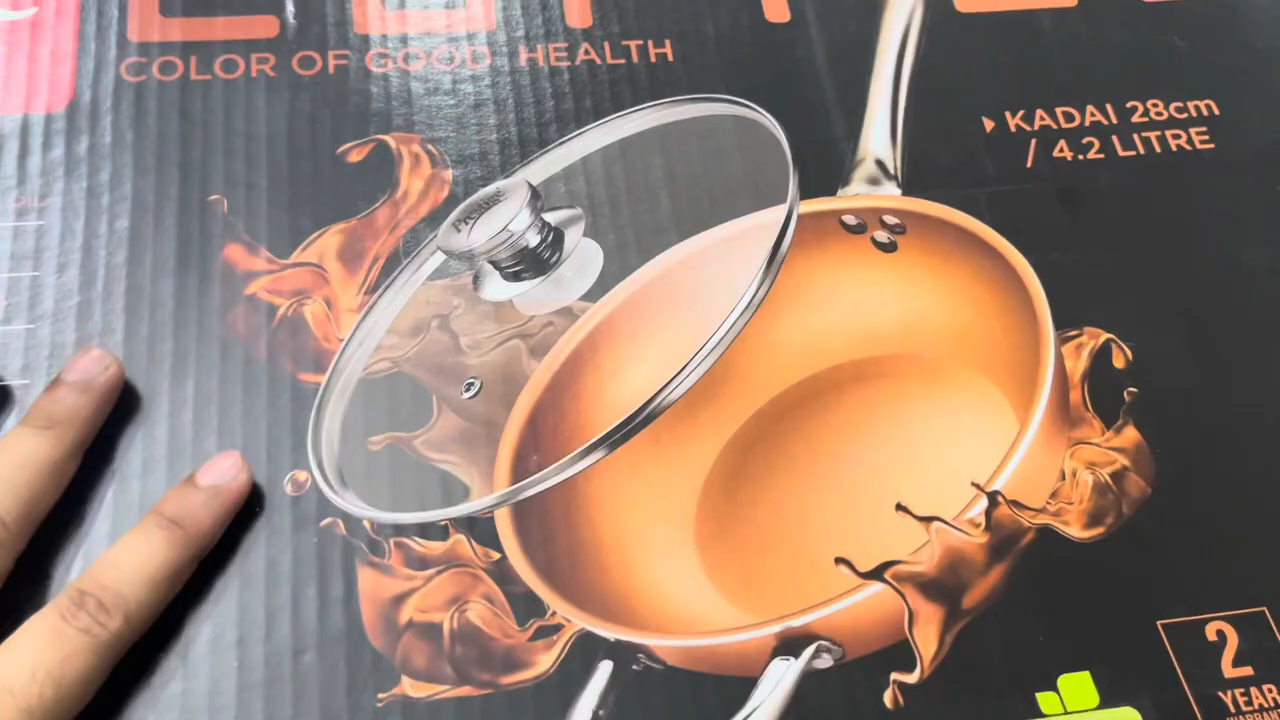 COLOR OF GOOD HEALTH
KADAI 28cm
/ 4.2 LITRE
Prestige
2
YEAR